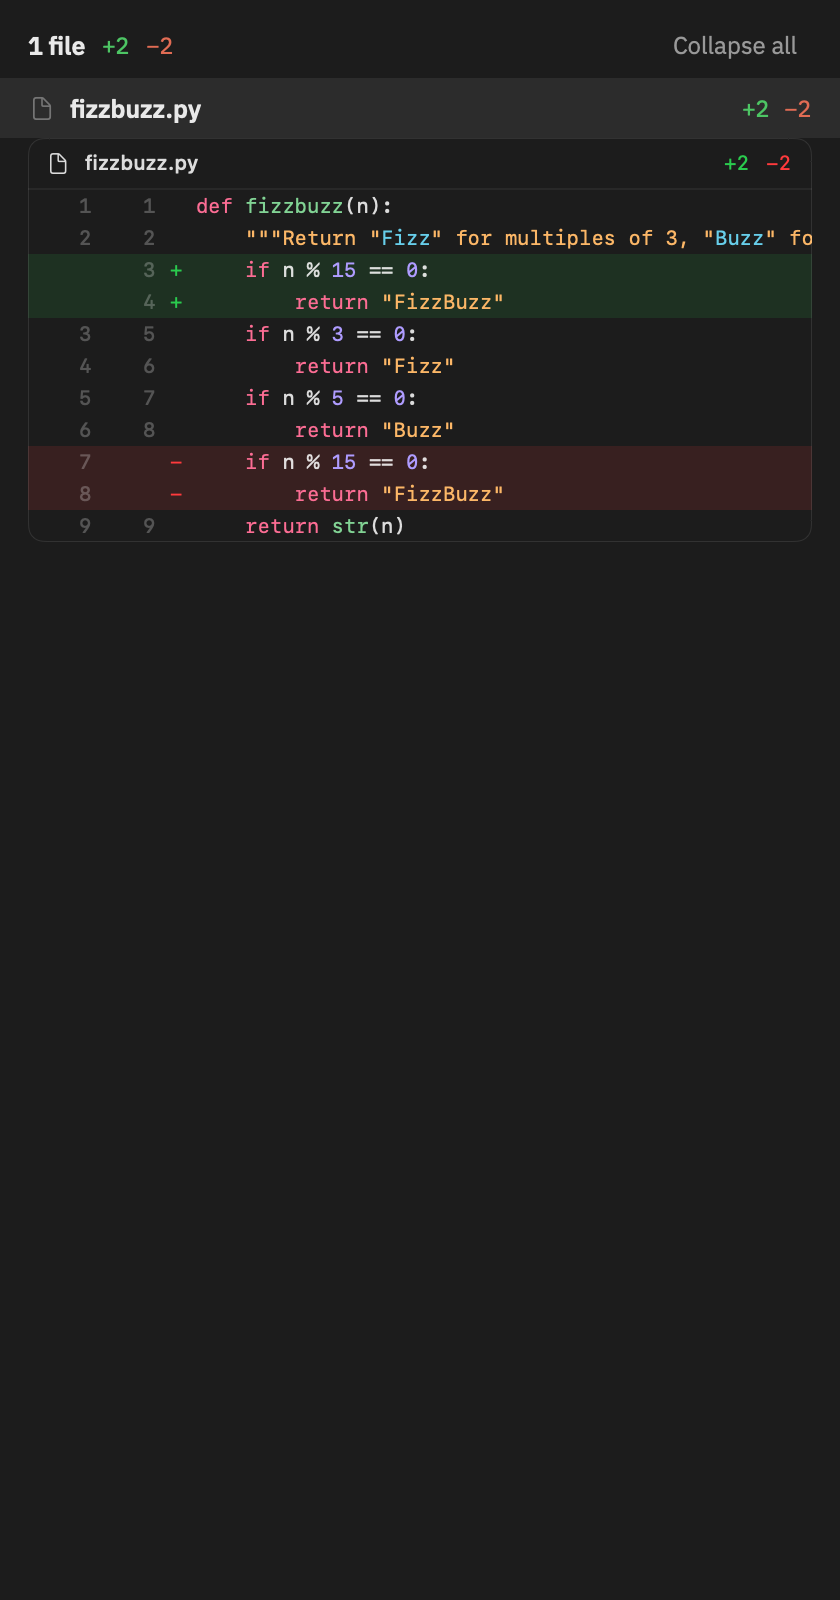 1 file +2 −2 Collapse all
fizzbuzz.py +2 −2
fizzbuzz.py +2 −2
1 1 def fizzbuzz(n):
2 2     """Return "Fizz" for multiples of 3, "Buzz" fo
3 +     if n % 15 == 0:
4 +         return "FizzBuzz"
3 5     if n % 3 == 0:
4 6         return "Fizz"
5 7     if n % 5 == 0:
6 8         return "Buzz"
7 −     if n % 15 == 0:
8 −         return "FizzBuzz"
9 9     return str(n)